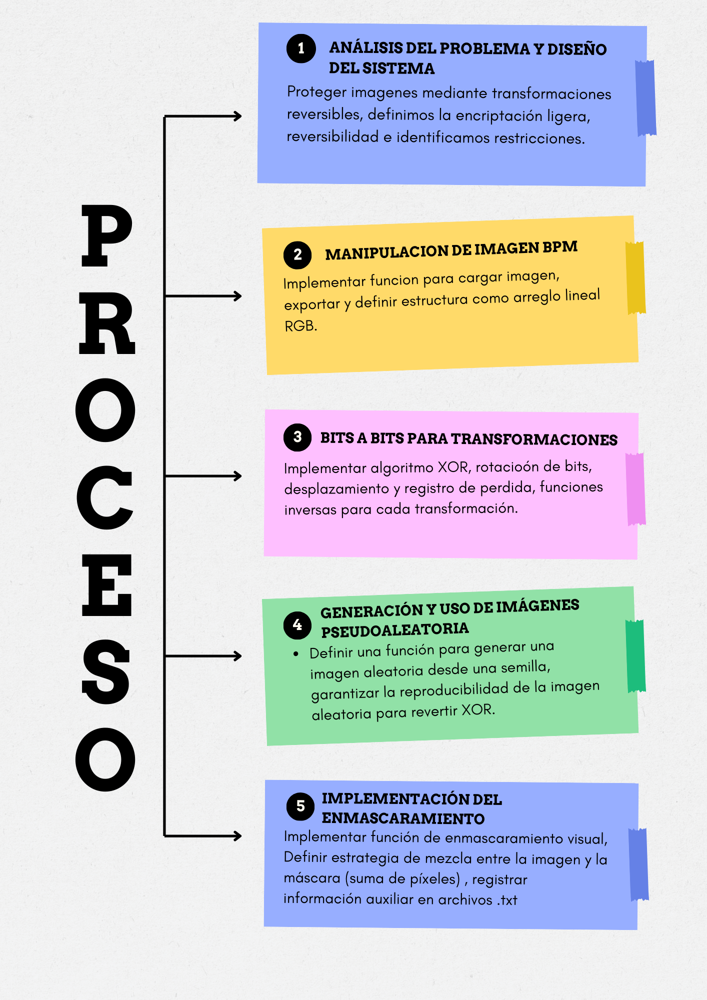 PROCESO
1
ANÁLISIS DEL PROBLEMA Y DISEÑO
DEL SISTEMA
Proteger imagenes mediante transformaciones
reversibles, definimos la encriptación ligera,
reversibilidad e identificamos restricciones.
2
MANIPULACION DE IMAGEN BPM
Implementar funcion para cargar imagen,
exportar y definir estructura como arreglo lineal
RGB.
3
BITS A BITS PARA TRANSFORMACIONES
Implementar algoritmo XOR, rotacioón de bits,
desplazamiento y registro de perdida, funciones
inversas para cada transformación.
4
GENERACIÓN Y USO DE IMÁGENES
PSEUDOALEATORIA
• Definir una función para generar una
imagen aleatoria desde una semilla,
garantizar la reproducibilidad de la imagen
aleatoria para revertir XOR.
5
IMPLEMENTACIÓN DEL
ENMASCARAMIENTO
Implementar función de enmascaramiento visual,
Definir estrategia de mezcla entre la imagen y la
máscara (suma de píxeles) , registrar
información auxiliar en archivos .txt